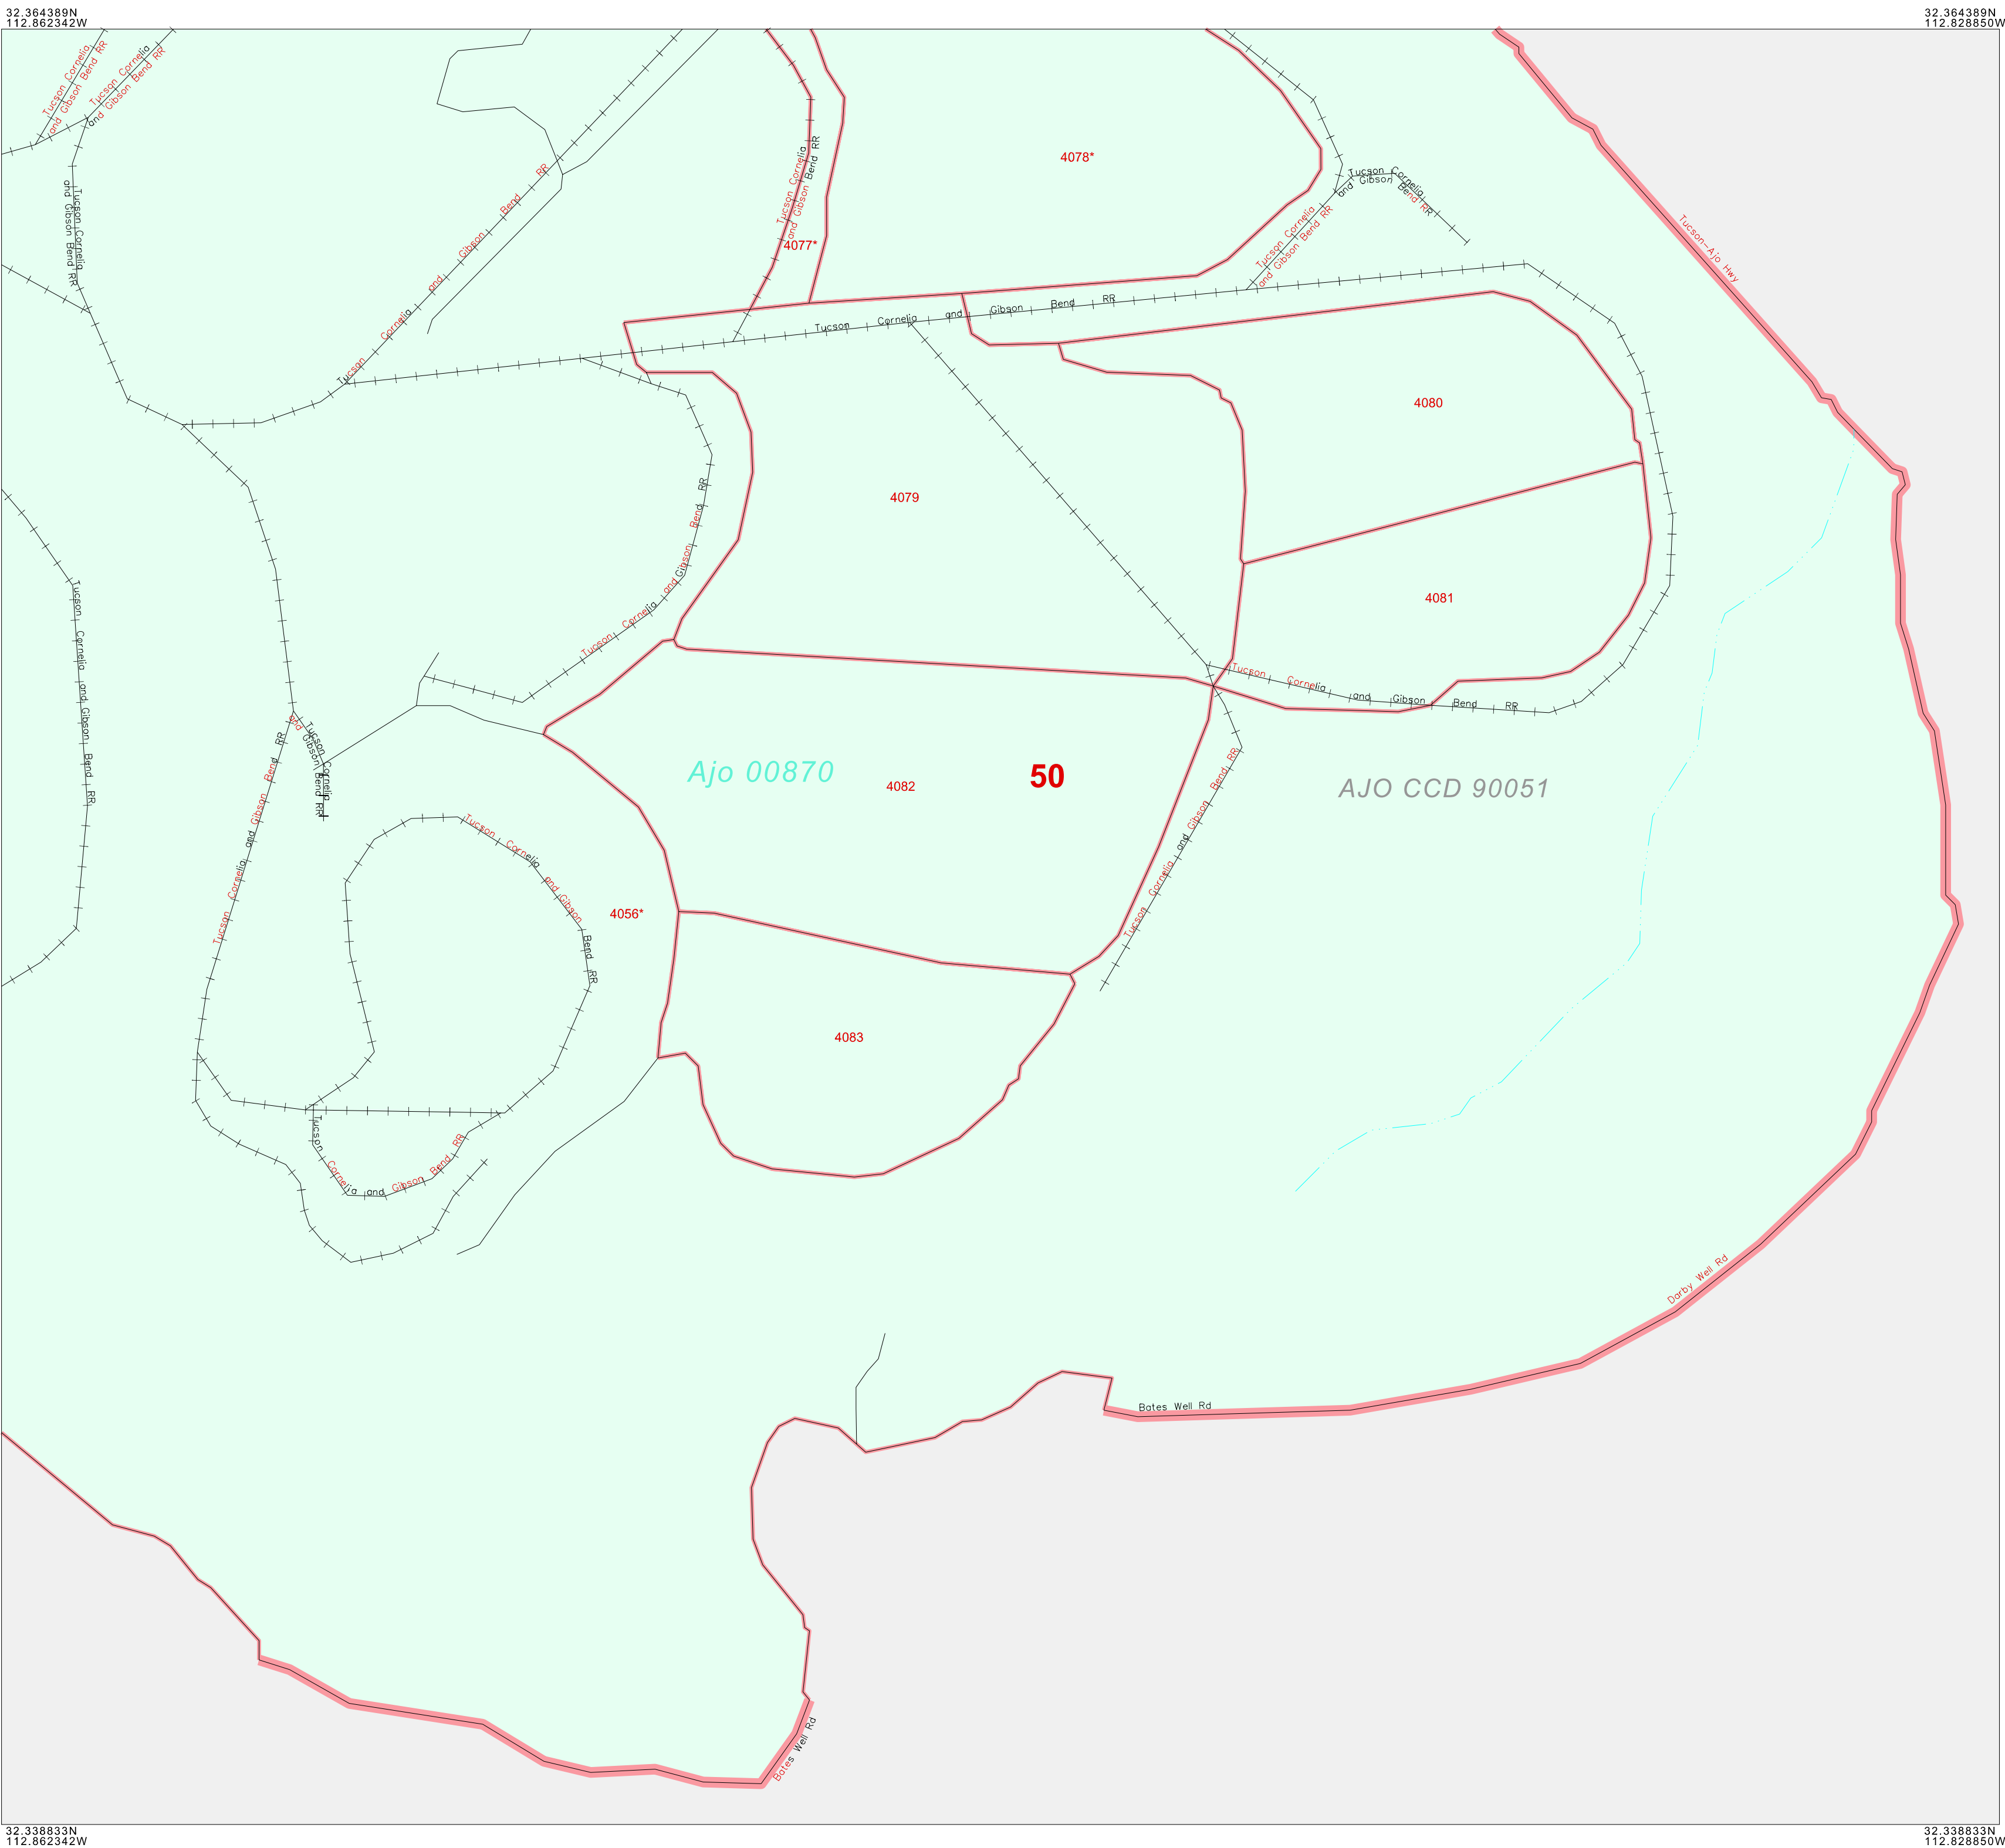 32.364389N
112.862342W
32.364389N
112.828850W
Tucson Cornelia
and Gibson Bend RR
Tucson Cornelia
and Gibson Bend RR
Tucson Cornelia
and Gibson Bend RR
Tucson Cornelia and Gibson Bend RR
Tucson Cornelia
and Gibson Bend RR
4077*
4078*
Tucson Cornelia
and Gibson Bend RR
Tucson Cornelia
and Gibson Bend RR
Tucson-Ajo Hwy
Tucson Cornelia and Gibson Bend RR
4080
4079
4081
Tucson Cornelia and Gibson Bend RR
Tucson Cornelia and Gibson Bend RR
Tucson Cornelia and Gibson Bend RR
Tucson Cornelia
and Gibson Bend RR
Tucson Cornelia and Gibson Bend RR
Ajo 00870
4082
50
AJO CCD 90051
Tucson Cornelia and Gibson Bend RR
Tucson Cornelia and Gibson Bend RR
4056*
4083
Tucson Cornelia and Gibson Bend RR
Darby Well Rd
Bates Well Rd
Bates Well Rd
32.338833N
112.862342W
32.338833N
112.828850W